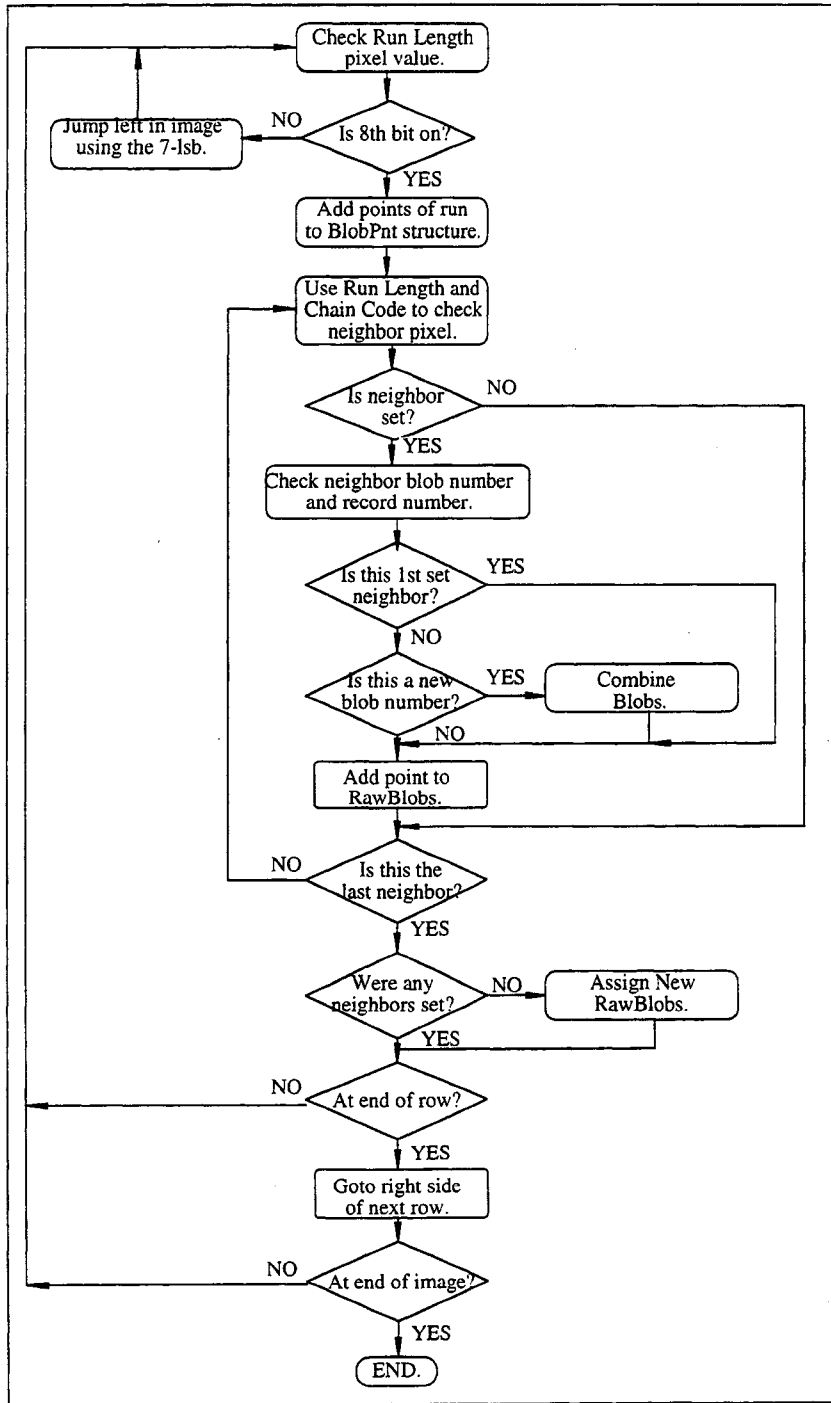 Check Run Length
pixel value.
NO
Jump left in image
using the 7-lsb.
Is 8th bit on?
YES
Add points of run
to BlobPnt structure.
Use Run Length and
Chain Code to check
neighbor pixel.
NO
Is neighbor
set?
YES
Check neighbor blob number
and record number.
YES
Is this 1st set
neighbor?
NO
YES
Is this a new
blob number?
Combine
Blobs.
NO
Add point to
RawBlobs.
NO
Is this the
last neighbor?
YES
Were any
neighbors set?
NO
Assign New
RawBlobs.
YES
NO
At end of row?
YES
Goto right side
of next row.
NO
At end of image?
YES
END.